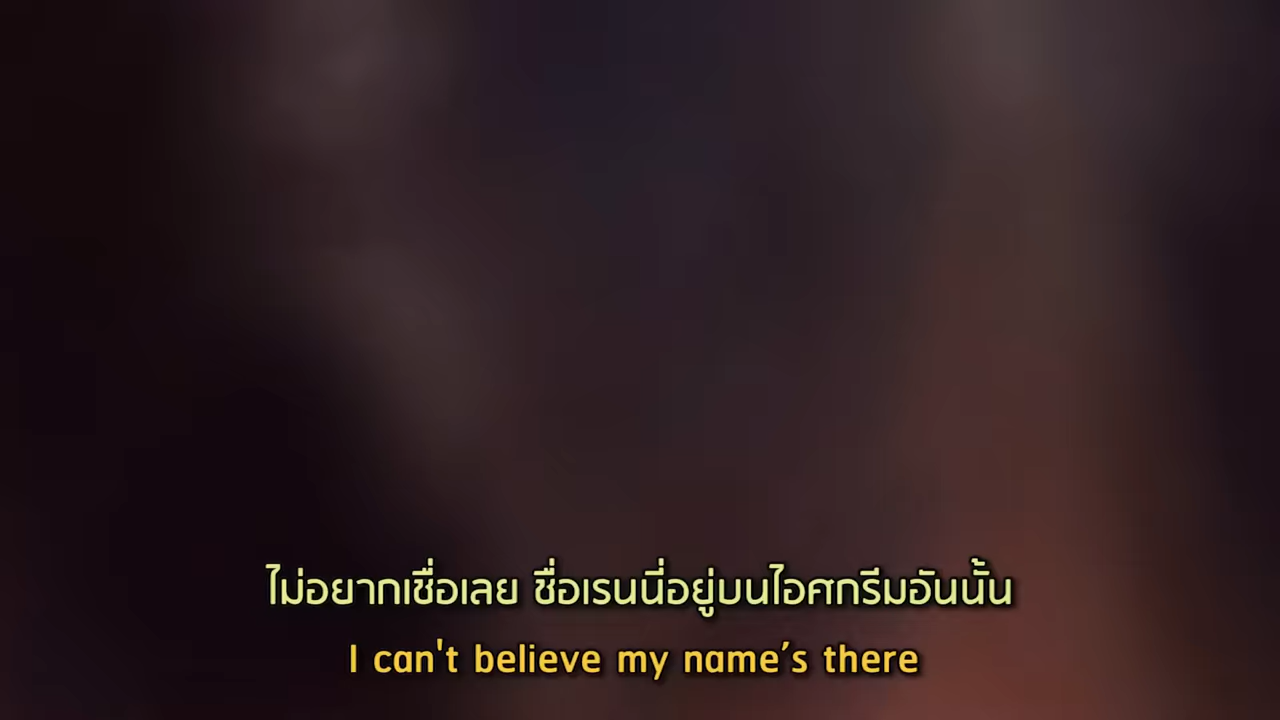 ไม่อยากเชื่อเลย ชื่อเรนนี่อยู่บนไอศกรีมอันนั้น
I can't believe my name’s there